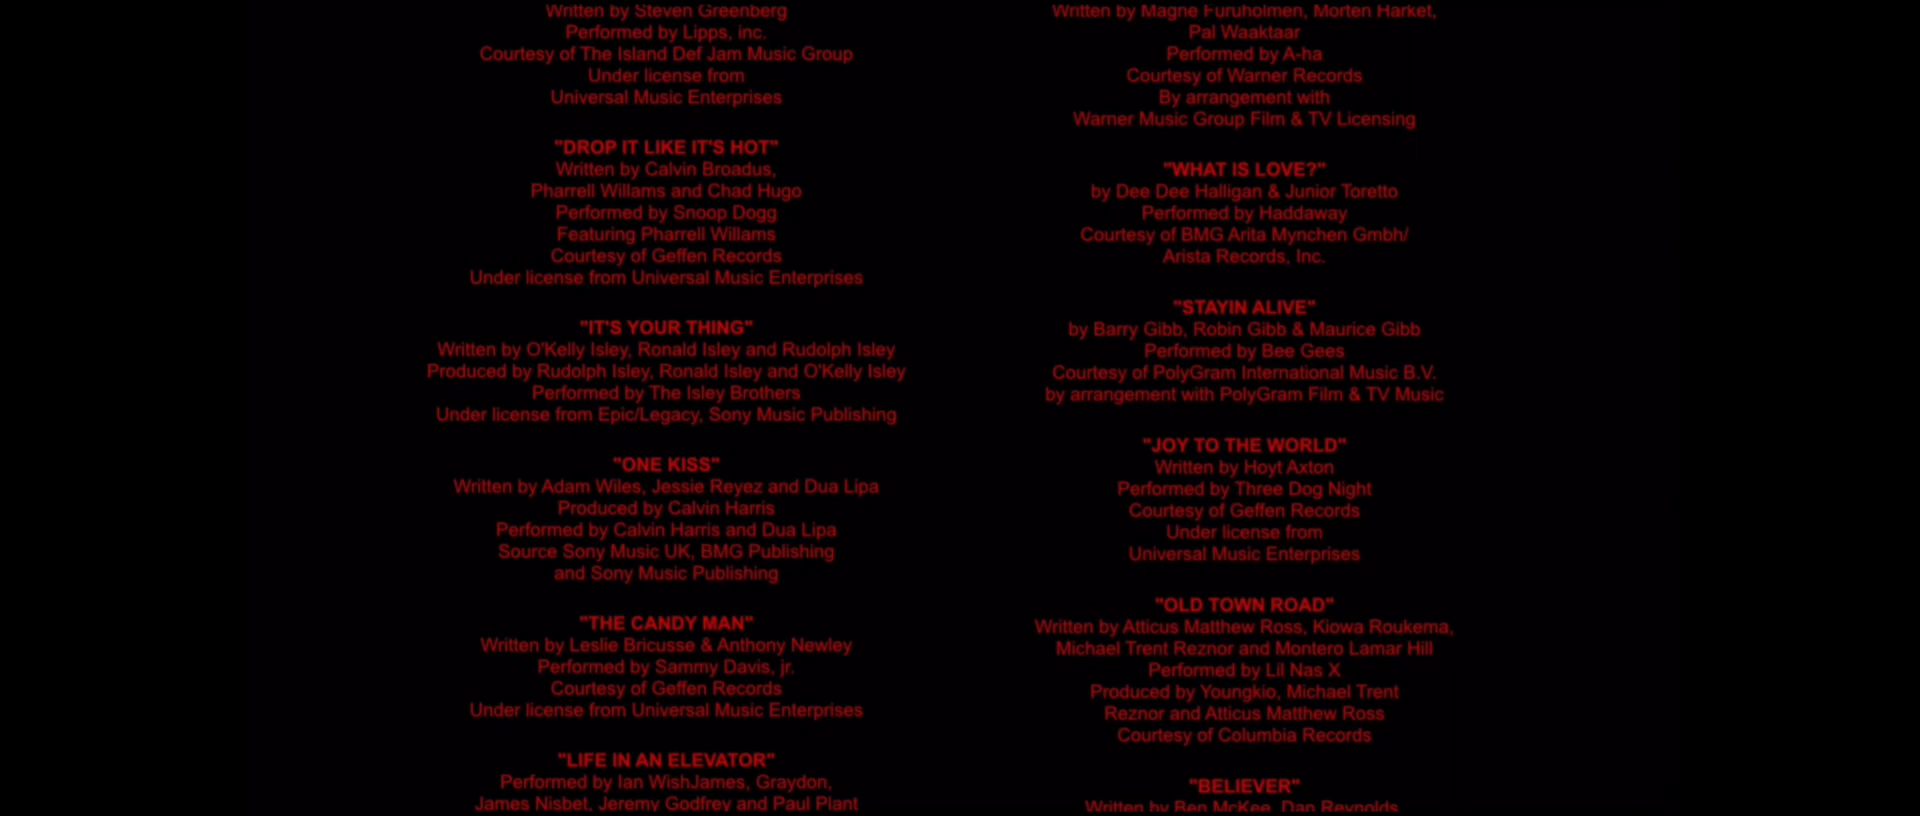 Written by Steven Greenberg
Performed by Lipps, inc.
Courtesy of The Island Def Jam Music Group
Under license from
Universal Music Enterprises
"DROP IT LIKE IT'S HOT"
Written by Calvin Broadus,
Pharrell Willams and Chad Hugo
Performed by Snoop Dogg
Featuring Pharrell Willams
Courtesy of Geffen Records
Under license from Universal Music Enterprises
"IT'S YOUR THING"
Written by O'Kelly Isley, Ronald Isley and Rudolph Isley
Produced by Rudolph Isley, Ronald Isley and O'Kelly Isley
Performed by The Isley Brothers
Under license from Epic/Legacy, Sony Music Publishing
"ONE KISS"
Written by Adam Wiles, Jessie Reyez and Dua Lipa
Produced by Calvin Harris
Performed by Calvin Harris and Dua Lipa
Source Sony Music UK, BMG Publishing
and Sony Music Publishing
"THE CANDY MAN"
Written by Leslie Bricusse & Anthony Newley
Performed by Sammy Davis, jr.
Courtesy of Geffen Records
Under license from Universal Music Enterprises
"LIFE IN AN ELEVATOR"
Performed by Ian WishJames, Graydon,
James Nisbet, Jeremy Godfrey and Paul Plant
Written by Magne Furuholmen, Morten Harket,
Pal Waaktaar
Performed by A-ha
Courtesy of Warner Records
By arrangement with
Warner Music Group Film & TV Licensing
"WHAT IS LOVE?"
by Dee Dee Halligan & Junior Toretto
Performed by Haddaway
Courtesy of BMG Arita Mynchen Gmbh/
Arista Records, Inc.
"STAYIN ALIVE"
by Barry Gibb, Robin Gibb & Maurice Gibb
Performed by Bee Gees
Courtesy of PolyGram International Music B.V.
by arrangement with PolyGram Film & TV Music
"JOY TO THE WORLD"
Written by Hoyt Axton
Performed by Three Dog Night
Courtesy of Geffen Records
Under license from
Universal Music Enterprises
"OLD TOWN ROAD"
Written by Atticus Matthew Ross, Kiowa Roukema,
Michael Trent Reznor and Montero Lamar Hill
Performed by Lil Nas X
Produced by Youngkio, Michael Trent
Reznor and Atticus Matthew Ross
Courtesy of Columbia Records
"BELIEVER"
Written by Ben McKee, Dan Reynolds